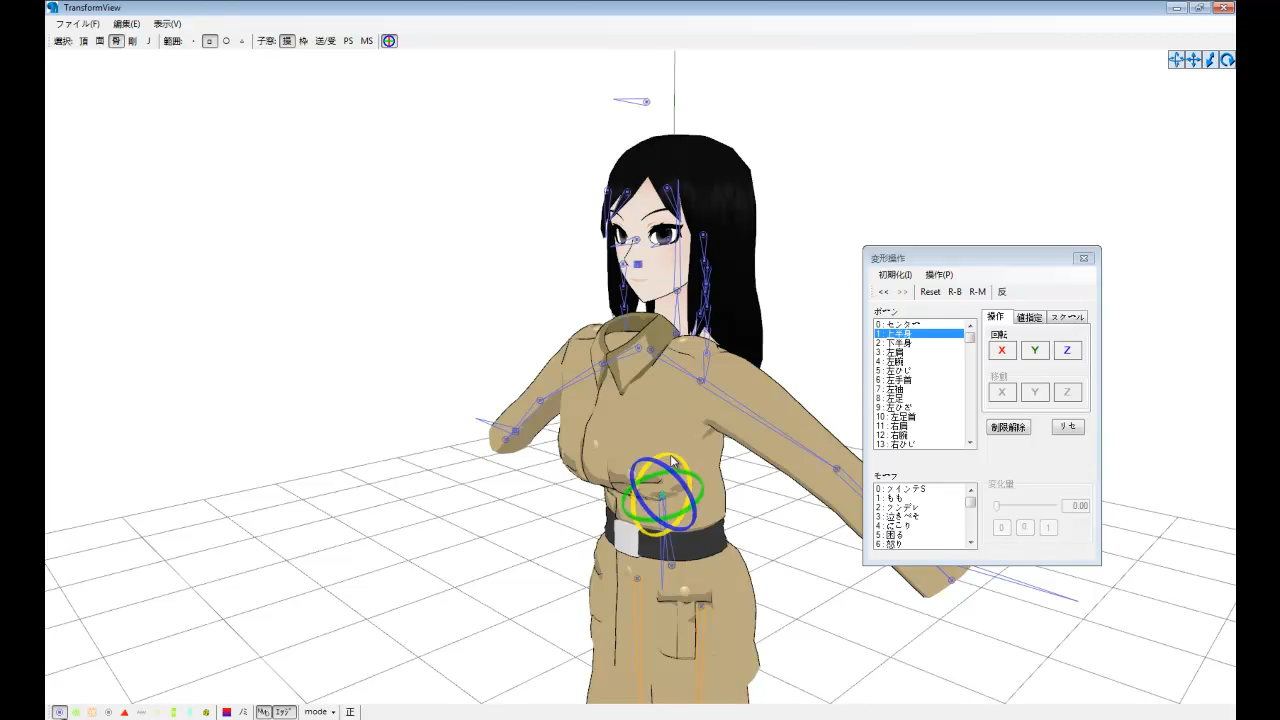 TransformView
ファイル(F) 編集(E) 表示(V)
選択: 頂 面 骨 剛 J 範囲: 子窓: 操 枠 送/受 PS MS
変形操作
初期化(I) 操作(P)
<< >> Reset R-B R-M 反
ボーン
0 : センター
1 : 上半身
2 : 下半身
3 : 左肩
4 : 左腕
5 : 左ひじ
6 : 左手首
7 : 左袖
8 : 左足
9 : 左ひざ
10 : 左足首
11 : 右肩
12 : 右腕
13 : 右ひじ
操作 値指定 スケール
回転
X Y Z
移動
X Y Z
制限解除 リセ
モーフ
0 : ツインテS
1 : もも
2 : ツンデレ
3 : 泣きべそ
4 : にこり
5 : 困る
6 : 怒り
変化量
0.00
0 0 1
エッジ mode 正